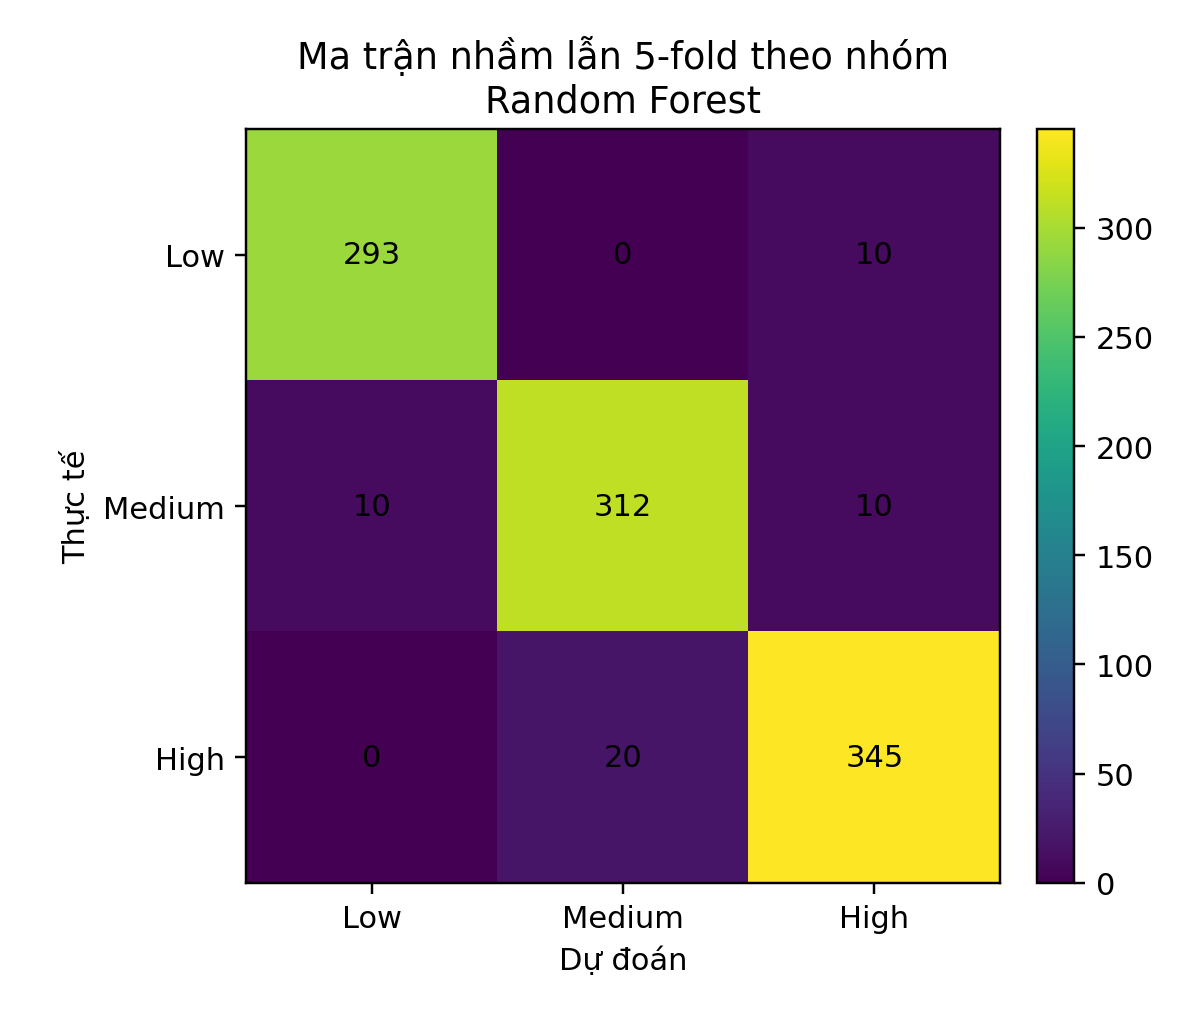 Ma trận nhầm lẫn 5-fold theo nhóm
Random Forest
Thực tế
Low
293
0
10
Medium
10
312
10
High
0
20
345
Low
Medium
High
Dự đoán
300
250
200
150
100
50
0